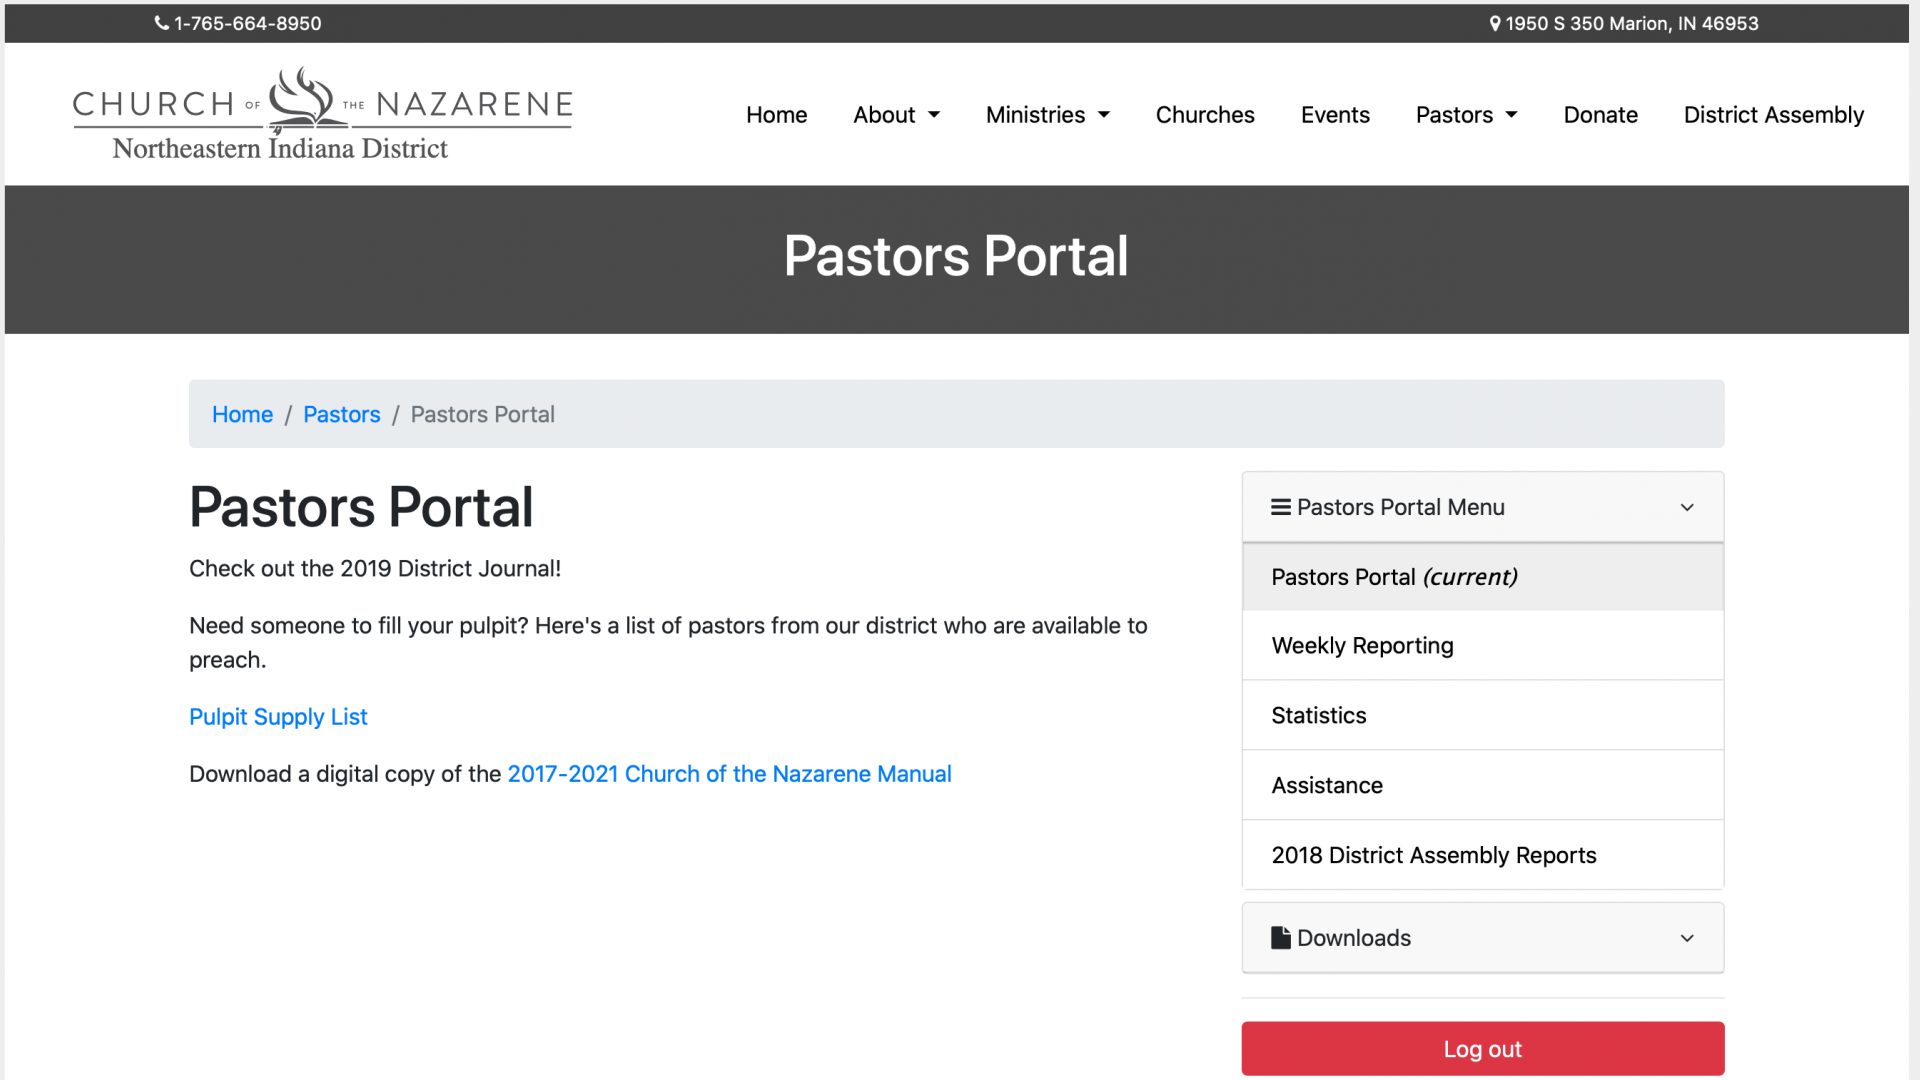 1-765-664-8950
1950 S 350 Marion, IN 46953
CHURCH OF THE NAZARENE
Northeastern Indiana District
Home About Ministries Churches Events Pastors Donate District Assembly
Pastors Portal
Home / Pastors / Pastors Portal
Pastors Portal
Check out the 2019 District Journal!
Need someone to fill your pulpit? Here's a list of pastors from our district who are available to
preach.
Pulpit Supply List
Download a digital copy of the 2017-2021 Church of the Nazarene Manual
Pastors Portal Menu
Pastors Portal (current)
Weekly Reporting
Statistics
Assistance
2018 District Assembly Reports
Downloads
Log out